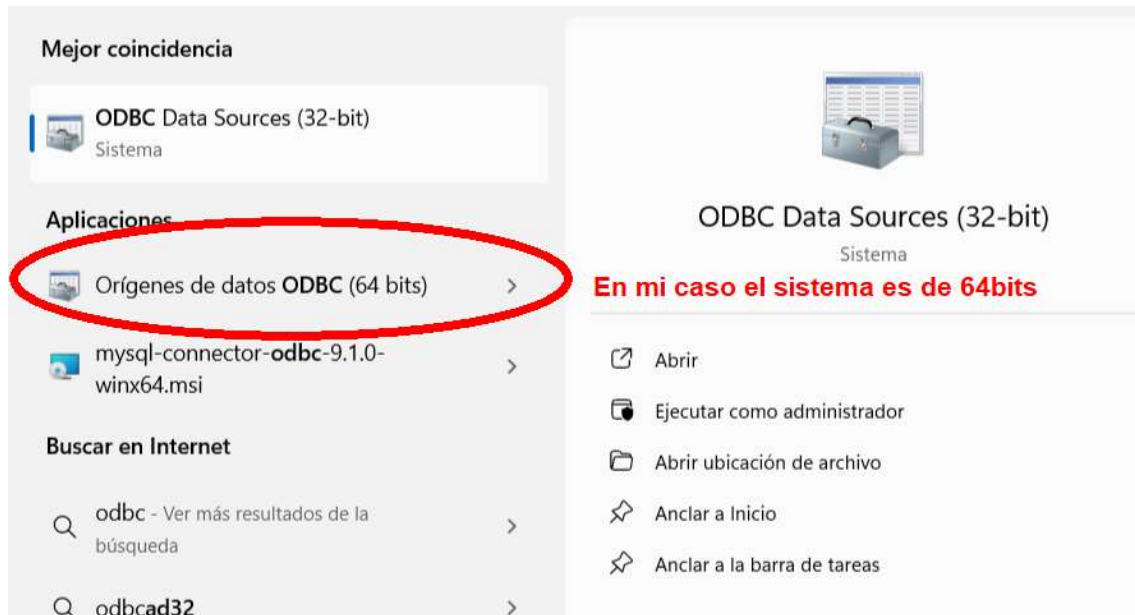 Mejor coincidencia
ODBC Data Sources (32-bit)
Sistema
Aplicaciones
Orígenes de datos ODBC (64 bits)
mysql-connector-odbc-9.1.0-
winx64.msi
Buscar en Internet
odbc - Ver más resultados de la
búsqueda
odbcad32
ODBC Data Sources (32-bit)
Sistema
En mi caso el sistema es de 64bits
Abrir
Ejecutar como administrador
Abrir ubicación de archivo
Anclar a Inicio
Anclar a la barra de tareas